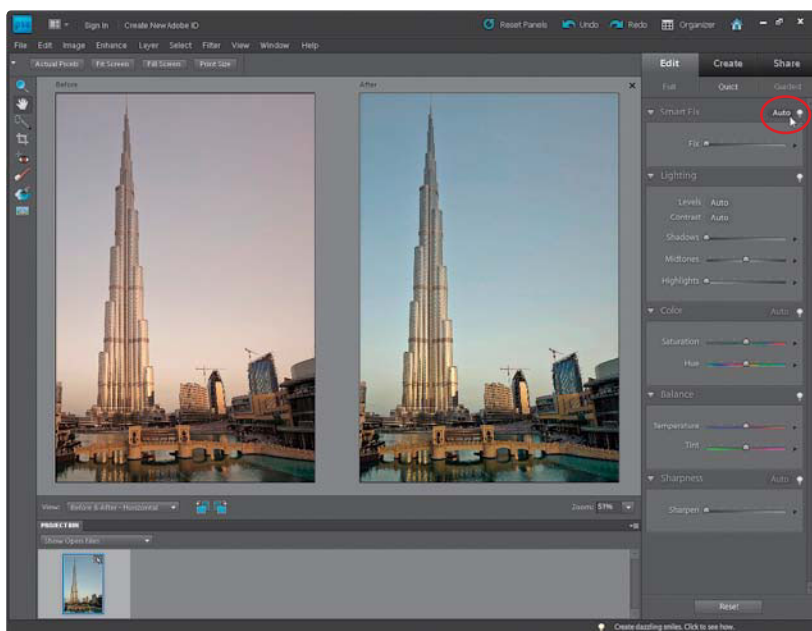 pse Sign In Create New Adobe ID Reset Panels Undo Redo Organizer
File Edit Image Enhance Layer Select Filter View Window Help
Actual Pixels Fit Screen Fill Screen Print Size
Edit Create Share
Full Quick Guided
Before
After
Smart Fix Auto
Fix
Lighting
Levels Auto
Contrast Auto
Shadows
Midtones
Highlights
Color Auto
Saturation
Hue
Balance
Temperature
Tint
Sharpness Auto
Sharpen
View: Before & After - Horizontal Zoom: 51%
PROJECT BIN
Show Open Files
Reset
Create dazzling smiles. Click to see how.